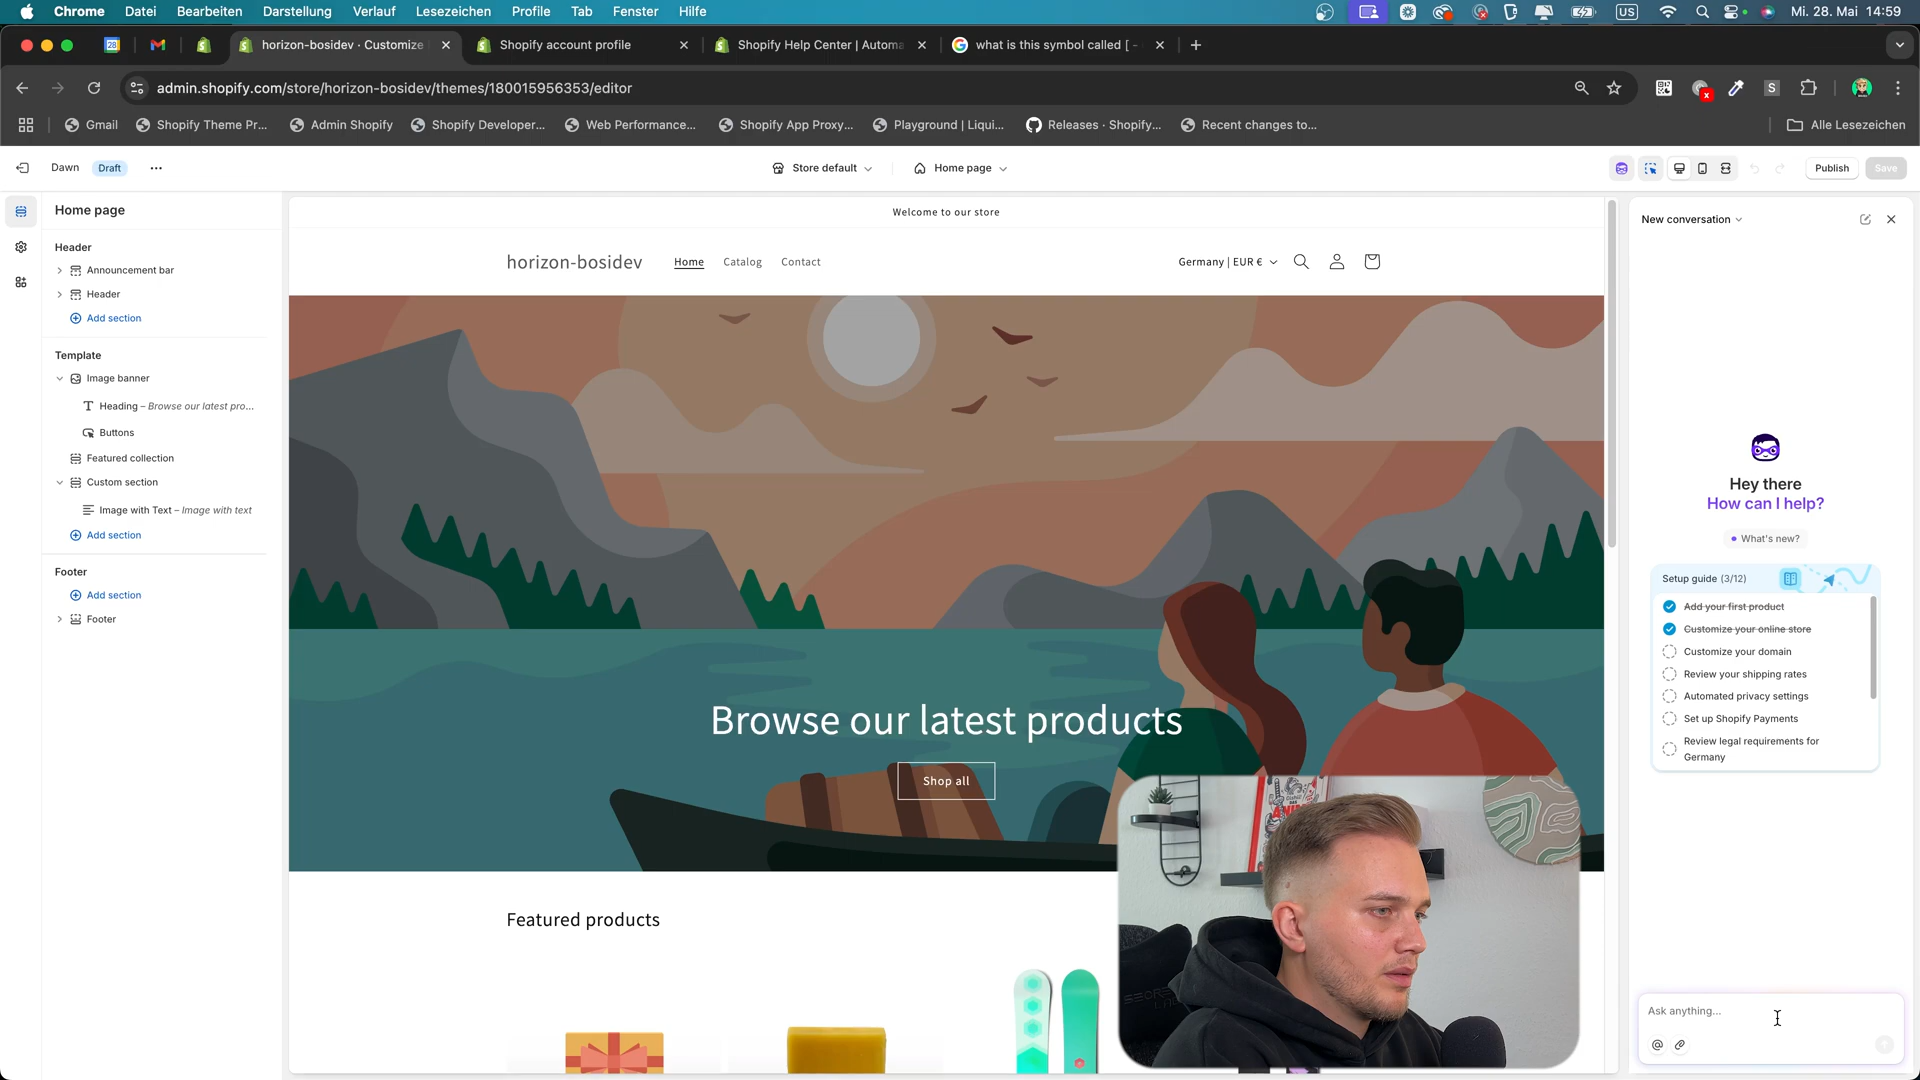 Chrome Datei Bearbeiten Darstellung Verlauf Lesezeichen Profile Tab Fenster Hilfe US Mi. 28. Mai 14:59
horizon-bosidev · Customize Shopify account profile Shopify Help Center | Automa what is this symbol called [ -
admin.shopify.com/store/horizon-bosidev/themes/180015956353/editor
Gmail Shopify Theme Pr... Admin Shopify Shopify Developer... Web Performance... Shopify App Proxy... Playground | Liqui... Releases · Shopify... Recent changes to... Alle Lesezeichen
Dawn Draft Store default Home page Publish Save
Home page
Header
Announcement bar
Header
Add section
Template
Image banner
Heading – Browse our latest pro...
Buttons
Featured collection
Custom section
Image with Text – Image with text
Add section
Footer
Add section
Footer
Welcome to our store
horizon-bosidev Home Catalog Contact Germany | EUR €
Browse our latest products
Shop all
Featured products
New conversation
Hey there
How can I help?
What's new?
Setup guide (3/12)
Add your first product
Customize your online store
Customize your domain
Review your shipping rates
Automated privacy settings
Set up Shopify Payments
Review legal requirements for
Germany
Ask anything...